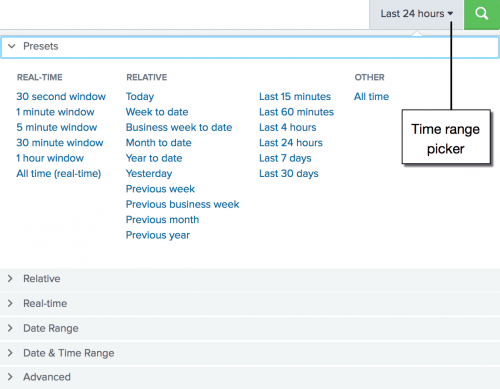 Last 24 hours
Presets
REAL-TIME
30 second window
1 minute window
5 minute window
30 minute window
1 hour window
All time (real-time)
RELATIVE
Today
Week to date
Business week to date
Month to date
Year to date
Yesterday
Previous week
Previous business week
Previous month
Previous year
Last 15 minutes
Last 60 minutes
Last 4 hours
Last 24 hours
Last 7 days
Last 30 days
OTHER
All time
Time range
picker
Relative
Real-time
Date Range
Date & Time Range
Advanced